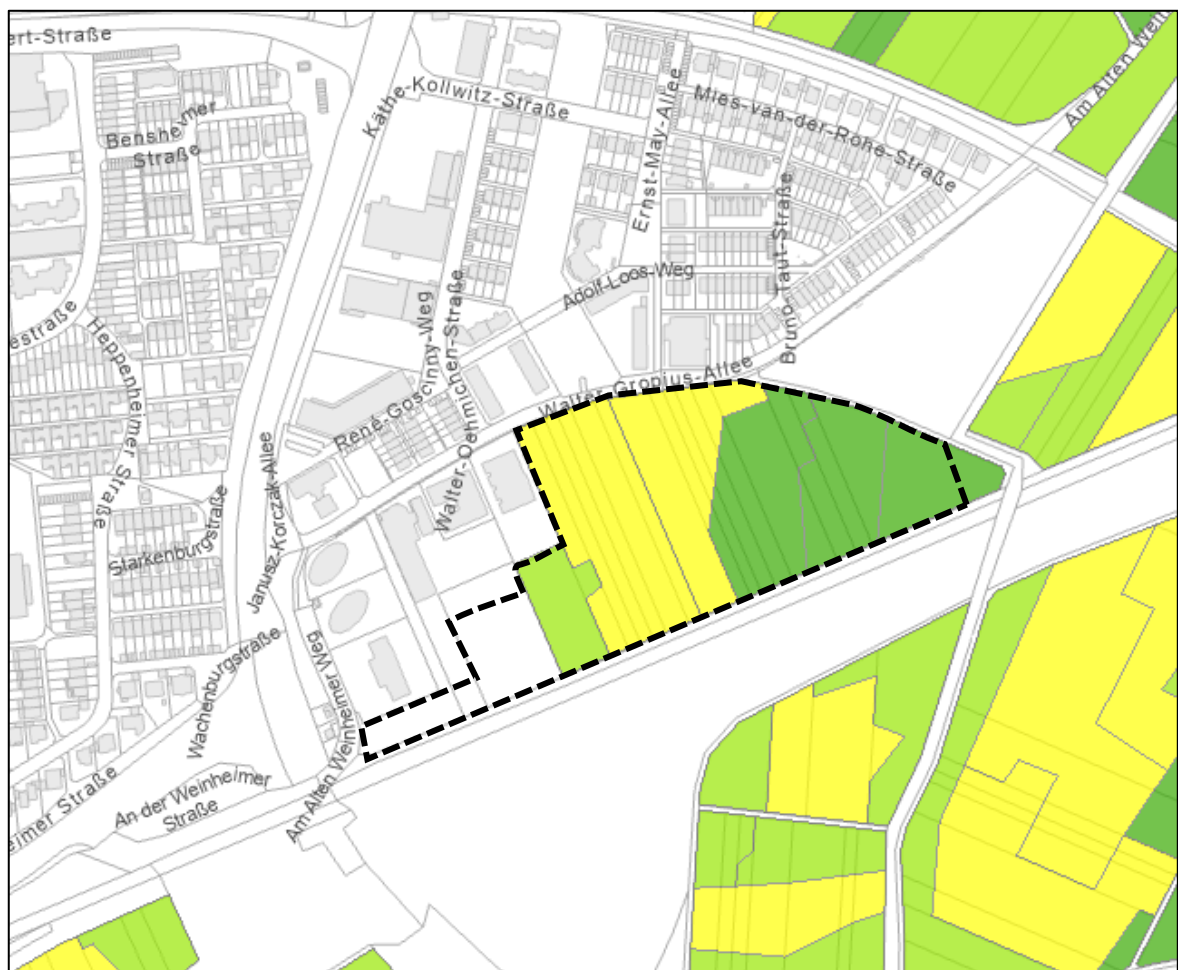 ert-Straße
Käthe-Kollwitz-Straße
Bensheimer
Straße
Ernst-May-Allee
Mies-van-der-Rohe-Straße
Am Alten Wein
estraße
Heppenheimer Straße
Adolf-Loos-Weg
Bruno-Taut-Straße
René-Goscinny-Weg
Walter-Oehmichen-Straße
Walter-Gropius-Allee
Starkenburgstraße
Janusz-Korczak-Allee
Wachenburgstraße
Am Alten Weinheimer Weg
An der Weinheimer
Straße
eimer Straße